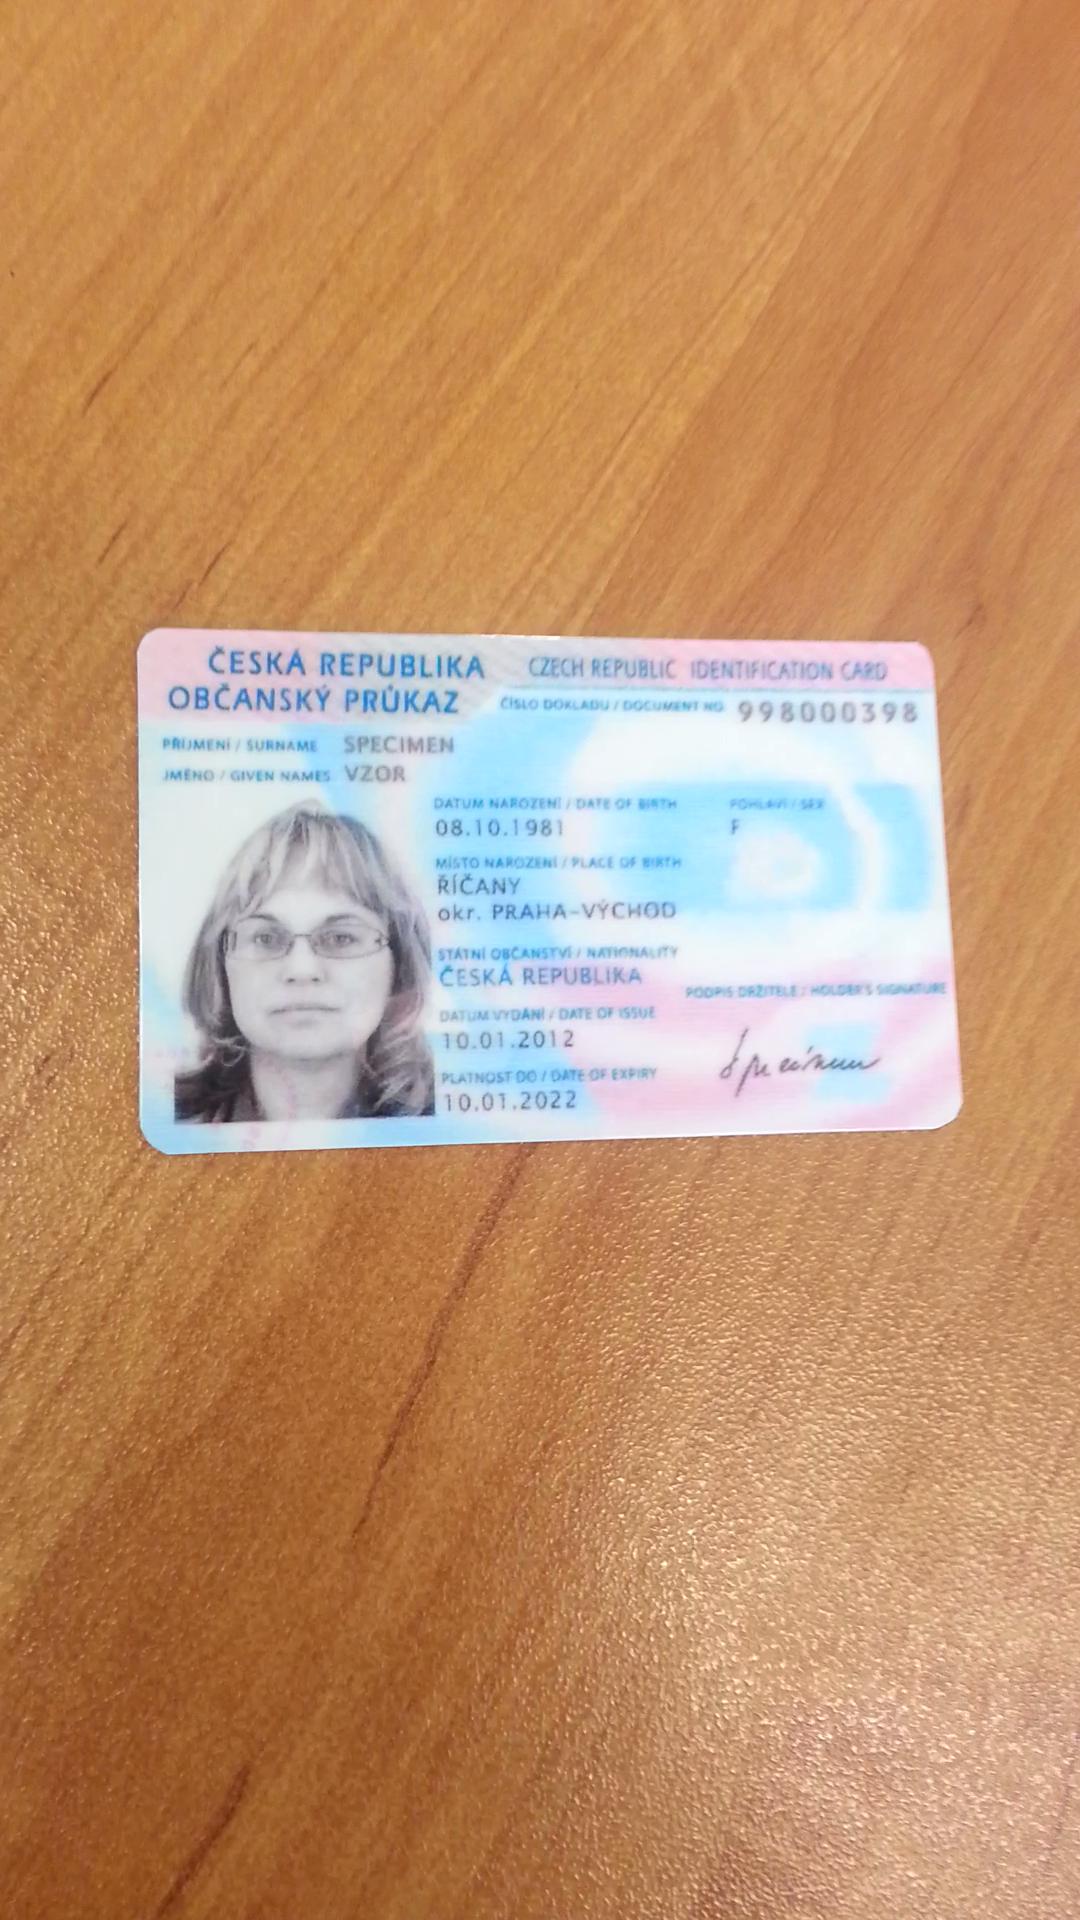 ČESKÁ REPUBLIKA CZECH REPUBLIC IDENTIFICATION CARD
OBČANSKÝ PRŮKAZ ČÍSLO DOKLADU / DOCUMENT NO. 998000398
PŘÍJMENÍ / SURNAME SPECIMEN
JMÉNO / GIVEN NAMES VZOR
DATUM NAROZENÍ / DATE OF BIRTH POHLAVÍ / SEX
08.10.1981 F
MÍSTO NAROZENÍ / PLACE OF BIRTH
ŘÍČANY
okr. PRAHA-VÝCHOD
STÁTNÍ OBČANSTVÍ / NATIONALITY
ČESKÁ REPUBLIKA
PODPIS DRŽITELE / HOLDER'S SIGNATURE
DATUM VYDÁNÍ / DATE OF ISSUE
10.01.2012
Specimen
PLATNOST DO / DATE OF EXPIRY
10.01.2022